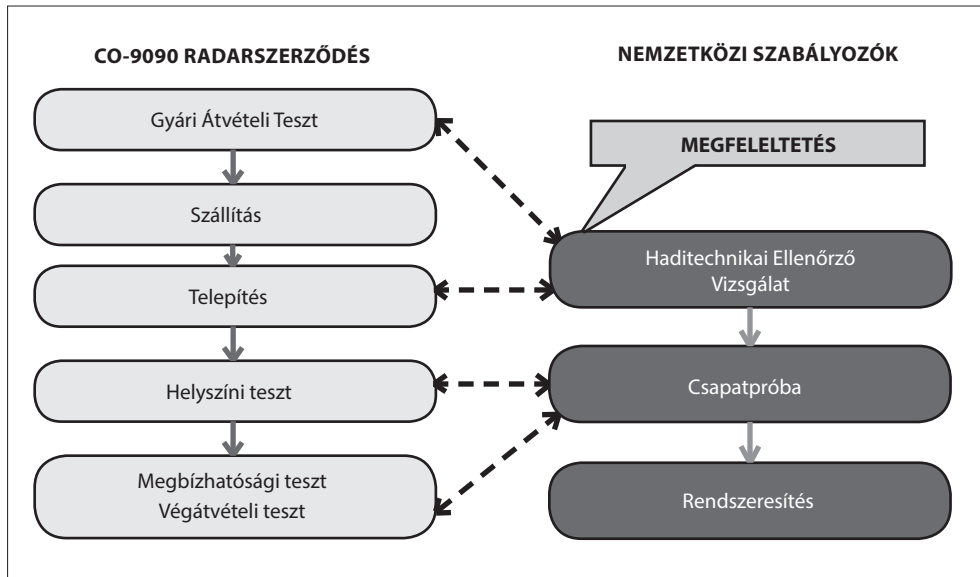 CO-9090 RADARSZERZŐDÉS
Gyári Átvételi Teszt
Szállítás
Telepítés
Helyszíni teszt
Megbízhatósági teszt
Végátvételi teszt
NEMZETKÖZI SZABÁLYOZÓK
MEGFELELTETÉS
Haditechnikai Ellenőrző
Vizsgálat
Csapatpróba
Rendszeresítés